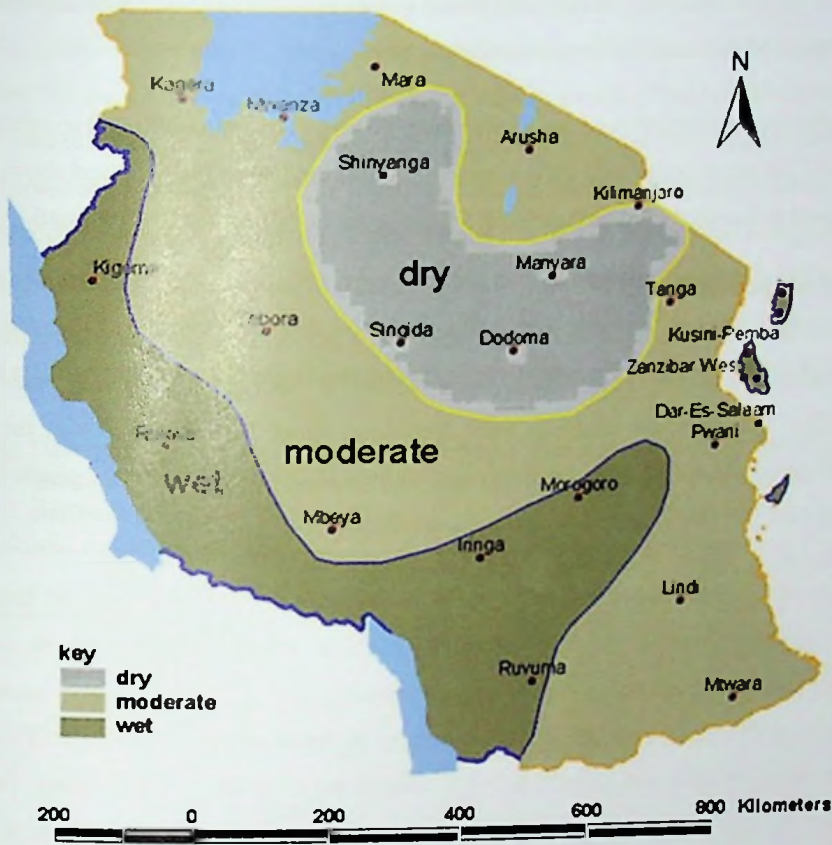 N
Kagera
Mara
Mwanza
Arusha
Shinyanga
Kilimanjaro
dry
Manyara
Kigoma
Tanga
Singida
Dodoma
Kusini-Pemba
Zanzibar West
Dar-Es-Salaam
Pwani
moderate
wet
Morogoro
Mbeya
Iringa
Lindi
Ruvuma
Mtwara
key
dry
moderate
wet
200 0 200 400 600 800 Kilometers